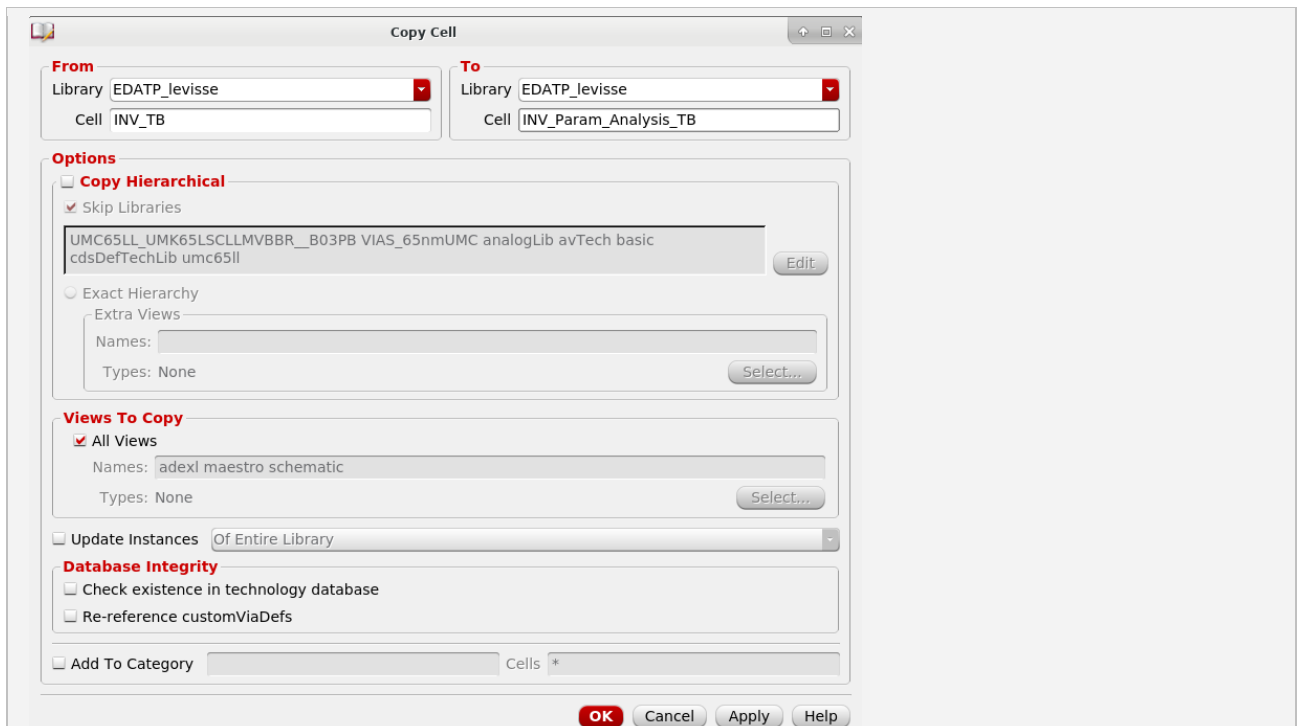 Copy Cell
From
Library EDATP_levisse
Cell INV_TB
To
Library EDATP_levisse
Cell INV_Param_Analysis_TB
Options
Copy Hierarchical
Skip Libraries
UMC65LL_UMK65LSCLLMVBBR__B03PB VIAS_65nmUMC analogLib avTech basic
cdsDefTechLib umc65ll
Edit
Exact Hierarchy
Extra Views
Names:
Types: None
Select...
Views To Copy
All Views
Names: adexl maestro schematic
Types: None
Select...
Update Instances Of Entire Library
Database Integrity
Check existence in technology database
Re-reference customViaDefs
Add To Category Cells *
OK Cancel Apply Help